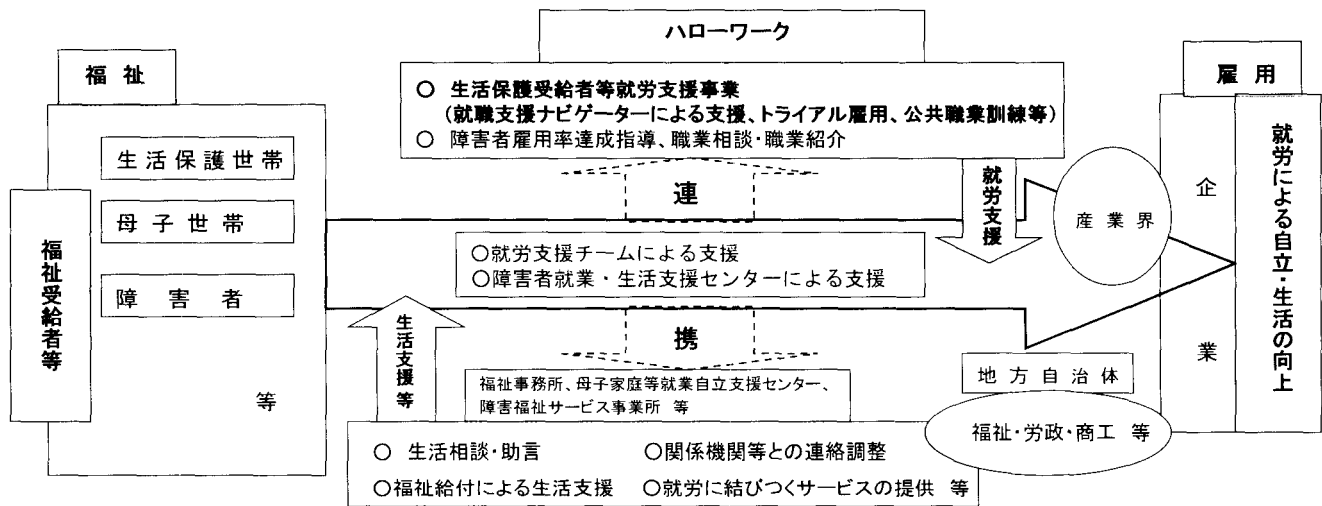 ハローワーク
福 祉
雇 用
○ 生活保護受給者等就労支援事業
(就職支援ナビゲーターによる支援、トライアル雇用、公共職業訓練等)
○ 障害者雇用率達成指導、職業相談・職業紹介
生活保護世帯
母子世帯
障害者
等
福祉受給者等
連
就労支援
産業界
企業
就労による自立・生活の向上
○就労支援チームによる支援
○障害者就業・生活支援センターによる支援
生活支援等
携
福祉事務所、母子家庭等就業自立支援センター、
障害福祉サービス事業所 等
地方自治体
福祉・労政・商工 等
○ 生活相談・助言 ○関係機関等との連絡調整
○福祉給付による生活支援 ○就労に結びつくサービスの提供 等